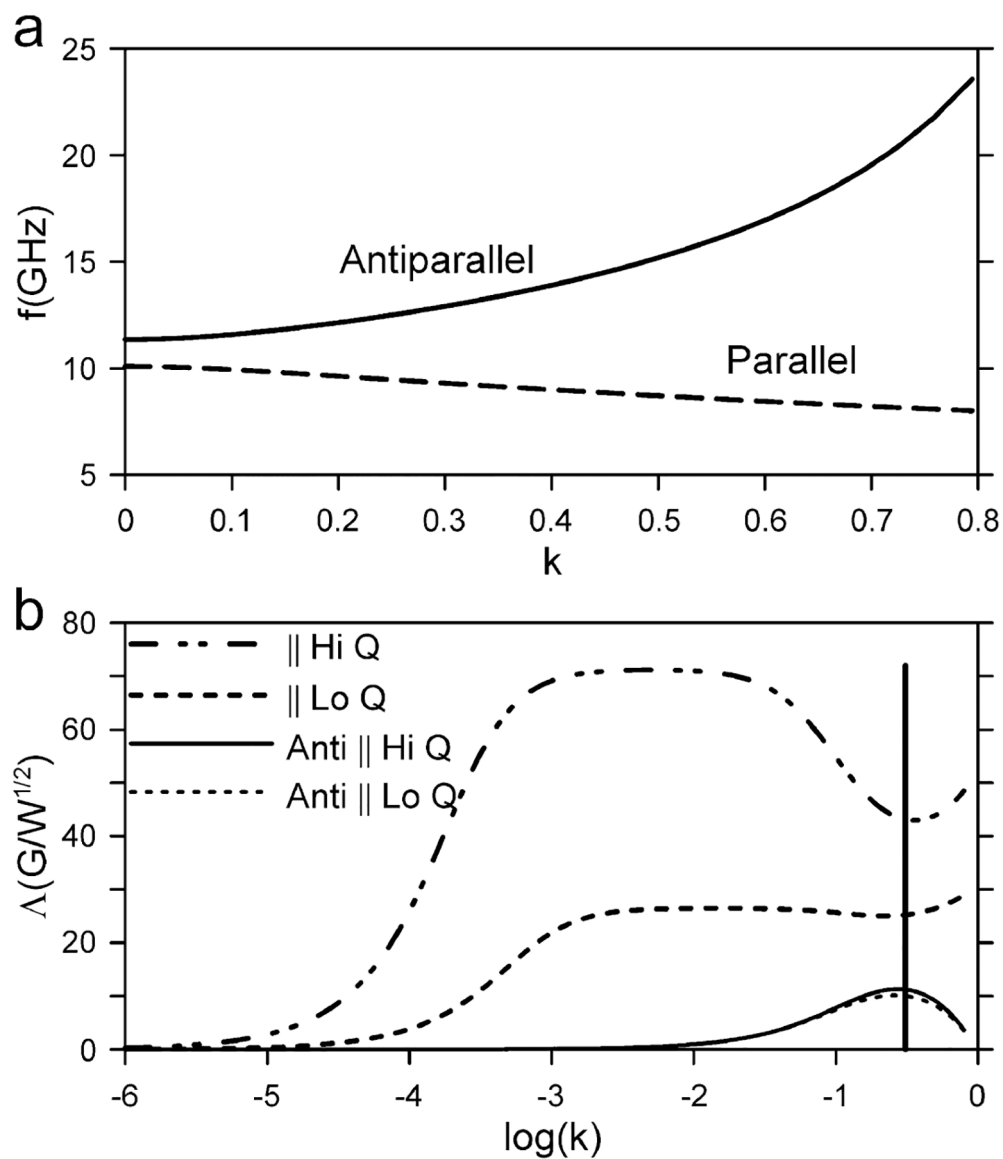 a
25
20
15
10
5
f(GHz)
Antiparallel
Parallel
0 0.1 0.2 0.3 0.4 0.5 0.6 0.7 0.8
k
b
80
60
40
20
0
Λ(G/W^{1/2})
|| Hi Q
|| Lo Q
Anti || Hi Q
Anti || Lo Q
-6 -5 -4 -3 -2 -1 0
log(k)